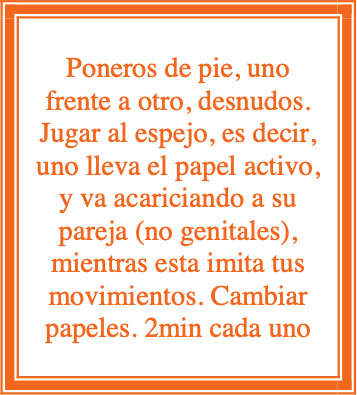 Poneros de pie, uno
frente a otro, desnudos.
Jugar al espejo, es decir,
uno lleva el papel activo,
y va acariciando a su
pareja (no genitales),
mientras esta imita tus
movimientos. Cambiar
papeles. 2min cada uno